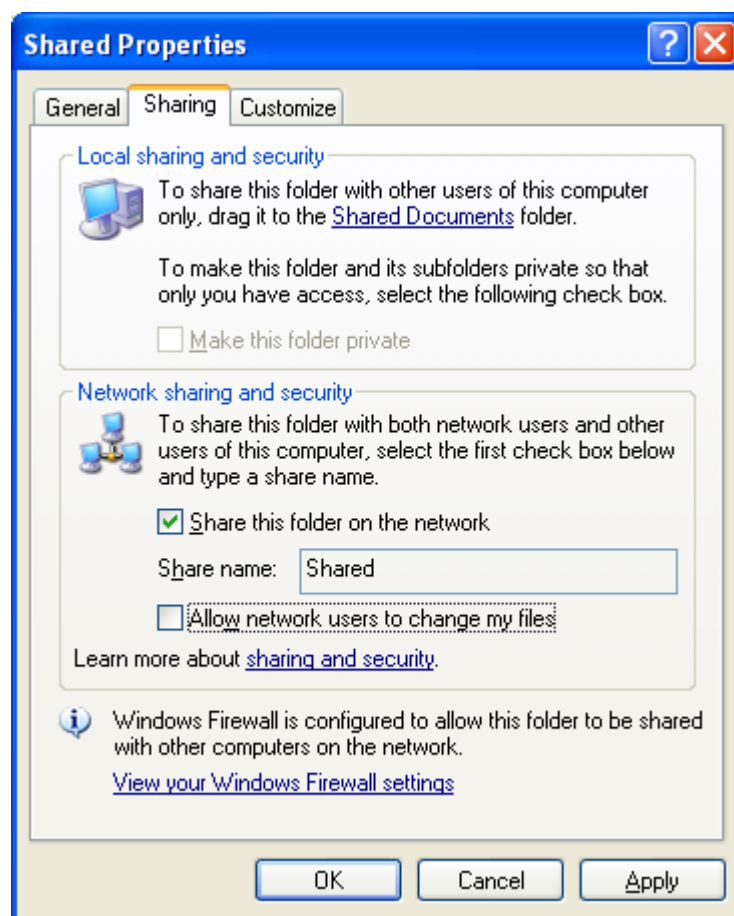 Shared Properties
General Sharing Customize
Local sharing and security
To share this folder with other users of this computer
only, drag it to the Shared Documents folder.
To make this folder and its subfolders private so that
only you have access, select the following check box.
Make this folder private
Network sharing and security
To share this folder with both network users and other
users of this computer, select the first check box below
and type a share name.
Share this folder on the network
Share name: Shared
Allow network users to change my files
Learn more about sharing and security.
Windows Firewall is configured to allow this folder to be shared
with other computers on the network.
View your Windows Firewall settings
OK Cancel Apply